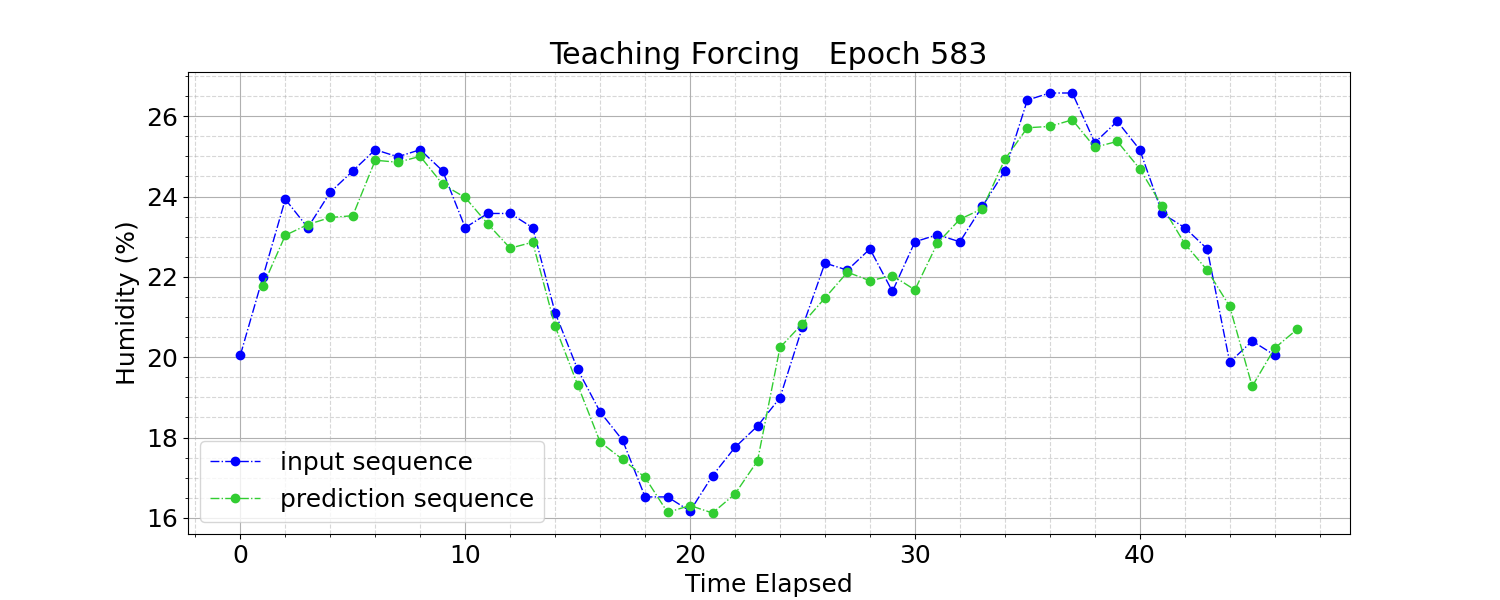 Teaching Forcing   Epoch 583
Humidity (%)
26
24
22
20
18
16
input sequence
prediction sequence
0 10 20 30 40
Time Elapsed